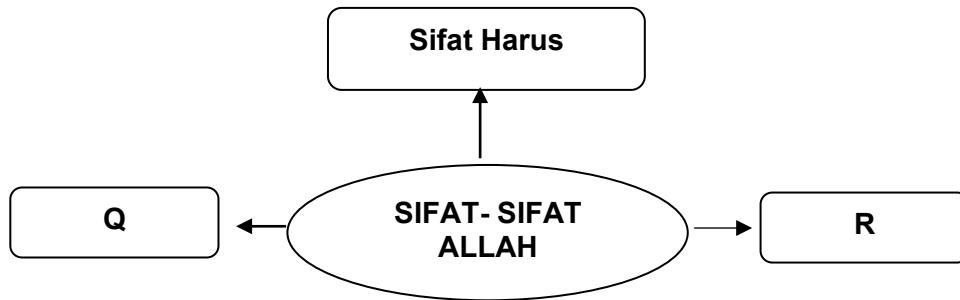 Sifat Harus
Q
SIFAT- SIFAT
ALLAH
R